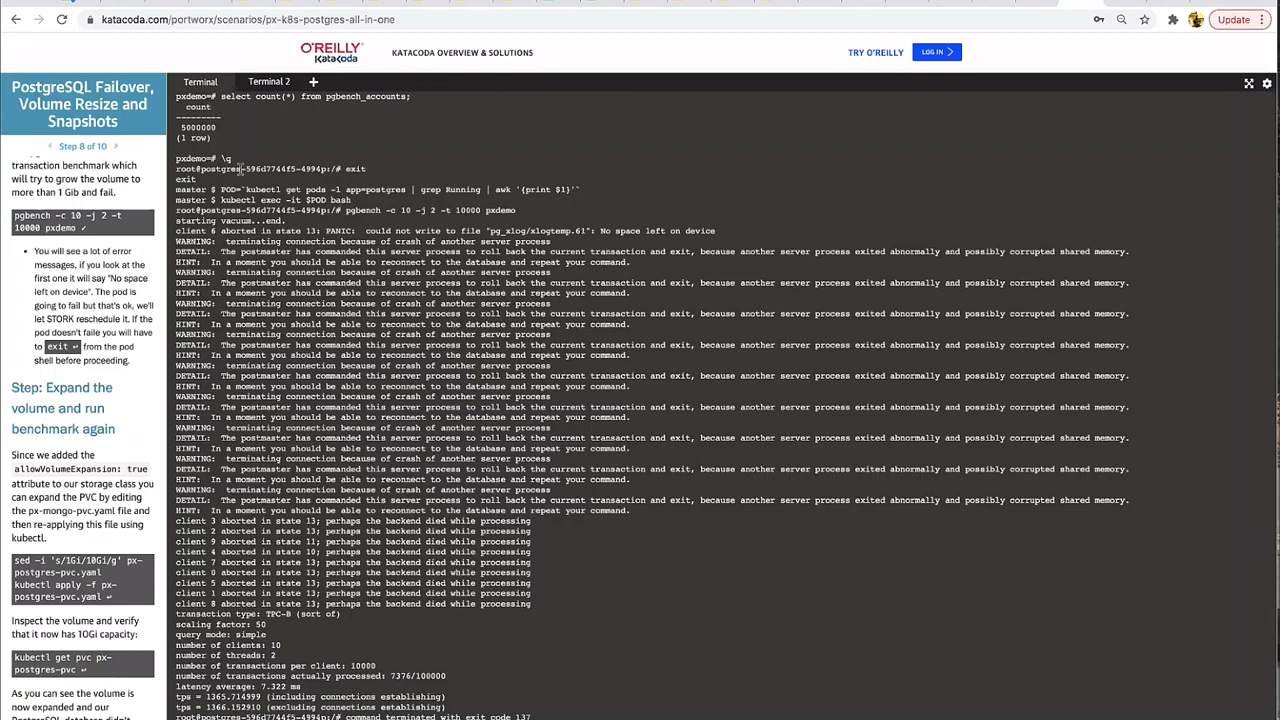 katacoda.com/portworx/scenarios/px-k8s-postgres-all-in-one
Update
O'REILLY
Katacoda
KATACODA OVERVIEW & SOLUTIONS
TRY O'REILLY
LOG IN
PostgreSQL Failover,
Volume Resize and
Snapshots
Step 8 of 10
transaction benchmark which
will try to grow the volume to
more than 1 Gib and fail.
pgbench -c 10 -j 2 -t
10000 pxdemo ✓
• You will see a lot of error
messages, if you look at the
first one it will say "No space
left on device". The pod is
going to fail but that's ok, we'll
let STORK reschedule it. If the
pod doesn't faile you will have
to exit ↵ from the pod
shell before proceeding.
Step: Expand the
volume and run
benchmark again
Since we added the
allowVolumeExpansion: true
attribute to our storage class you
can expand the PVC by editing
the px-mongo-pvc.yaml file and
then re-applying this file using
kubectl.
sed -i 's/1Gi/10Gi/g' px-
postgres-pvc.yaml
kubectl apply -f px-
postgres-pvc.yaml ↵
Inspect the volume and verify
that it now has 10Gi capacity:
kubectl get pvc px-
postgres-pvc ↵
As you can see the volume is
now expanded and our
PostgreSQL database didn't
Terminal
Terminal 2
+
pxdemo=# select count(*) from pgbench_accounts;
count
---------
5000000
(1 row)
pxdemo=# \q
root@postgres-596d7744f5-4994p:/# exit
exit
master $ POD=`kubectl get pods -l app=postgres | grep Running | awk '{print $1}'`
master $ kubectl exec -it $POD bash
root@postgres-596d7744f5-4994p:/# pgbench -c 10 -j 2 -t 10000 pxdemo
starting vacuum...end.
client 6 aborted in state 13: PANIC:  could not write to file "pg_xlog/xlogtemp.61": No space left on device
WARNING:  terminating connection because of crash of another server process
DETAIL:  The postmaster has commanded this server process to roll back the current transaction and exit, because another server process exited abnormally and possibly corrupted shared memory.
HINT:  In a moment you should be able to reconnect to the database and repeat your command.
WARNING:  terminating connection because of crash of another server process
DETAIL:  The postmaster has commanded this server process to roll back the current transaction and exit, because another server process exited abnormally and possibly corrupted shared memory.
HINT:  In a moment you should be able to reconnect to the database and repeat your command.
WARNING:  terminating connection because of crash of another server process
DETAIL:  The postmaster has commanded this server process to roll back the current transaction and exit, because another server process exited abnormally and possibly corrupted shared memory.
HINT:  In a moment you should be able to reconnect to the database and repeat your command.
WARNING:  terminating connection because of crash of another server process
DETAIL:  The postmaster has commanded this server process to roll back the current transaction and exit, because another server process exited abnormally and possibly corrupted shared memory.
HINT:  In a moment you should be able to reconnect to the database and repeat your command.
WARNING:  terminating connection because of crash of another server process
DETAIL:  The postmaster has commanded this server process to roll back the current transaction and exit, because another server process exited abnormally and possibly corrupted shared memory.
HINT:  In a moment you should be able to reconnect to the database and repeat your command.
WARNING:  terminating connection because of crash of another server process
DETAIL:  The postmaster has commanded this server process to roll back the current transaction and exit, because another server process exited abnormally and possibly corrupted shared memory.
HINT:  In a moment you should be able to reconnect to the database and repeat your command.
WARNING:  terminating connection because of crash of another server process
DETAIL:  The postmaster has commanded this server process to roll back the current transaction and exit, because another server process exited abnormally and possibly corrupted shared memory.
HINT:  In a moment you should be able to reconnect to the database and repeat your command.
WARNING:  terminating connection because of crash of another server process
DETAIL:  The postmaster has commanded this server process to roll back the current transaction and exit, because another server process exited abnormally and possibly corrupted shared memory.
HINT:  In a moment you should be able to reconnect to the database and repeat your command.
WARNING:  terminating connection because of crash of another server process
DETAIL:  The postmaster has commanded this server process to roll back the current transaction and exit, because another server process exited abnormally and possibly corrupted shared memory.
HINT:  In a moment you should be able to reconnect to the database and repeat your command.
client 3 aborted in state 13; perhaps the backend died while processing
client 2 aborted in state 13; perhaps the backend died while processing
client 9 aborted in state 11; perhaps the backend died while processing
client 4 aborted in state 10; perhaps the backend died while processing
client 7 aborted in state 13; perhaps the backend died while processing
client 0 aborted in state 13; perhaps the backend died while processing
client 5 aborted in state 13; perhaps the backend died while processing
client 1 aborted in state 13; perhaps the backend died while processing
client 8 aborted in state 13; perhaps the backend died while processing
transaction type: TPC-B (sort of)
scaling factor: 50
query mode: simple
number of clients: 10
number of threads: 2
number of transactions per client: 10000
number of transactions actually processed: 7376/100000
latency average: 7.322 ms
tps = 1365.714999 (including connections establishing)
tps = 1366.152910 (excluding connections establishing)
root@postgres-596d7744f5-4994p:/# command terminated with exit code 137